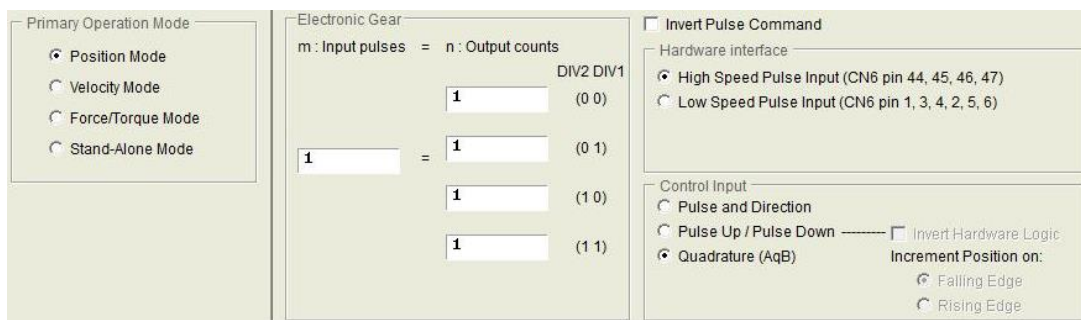 Primary Operation Mode
Position Mode
Velocity Mode
Force/Torque Mode
Stand-Alone Mode
Electronic Gear
m : Input pulses = n : Output counts
DIV2 DIV1
1 (0 0)
1 = 1 (0 1)
1 (1 0)
1 (1 1)
Invert Pulse Command
Hardware interface
High Speed Pulse Input (CN6 pin 44, 45, 46, 47)
Low Speed Pulse Input (CN6 pin 1, 3, 4, 2, 5, 6)
Control Input
Pulse and Direction
Pulse Up / Pulse Down --------- Invert Hardware Logic
Quadrature (AqB) Increment Position on:
Falling Edge
Rising Edge